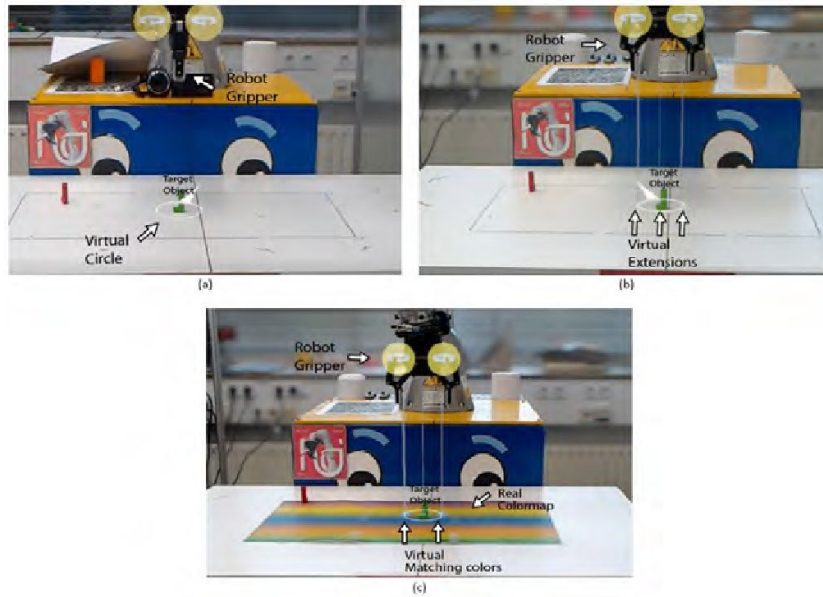 Robot
Gripper
Target
Object
Virtual
Circle
(a)
Robot
Gripper
Target
Object
Virtual
Extensions
(b)
Robot
Gripper
Target
Object
Real
Colormap
Virtual
Matching colors
(c)